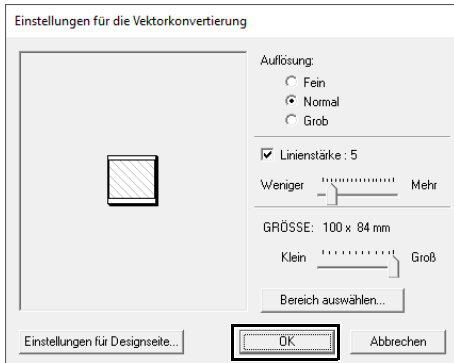 Einstellungen für die Vektorkonvertierung
Auflösung:
Fein
Normal
Grob
Linienstärke : 5
Weniger Mehr
GRÖSSE: 100 x 84 mm
Klein Groß
Bereich auswählen...
Einstellungen für Designseite... OK Abbrechen